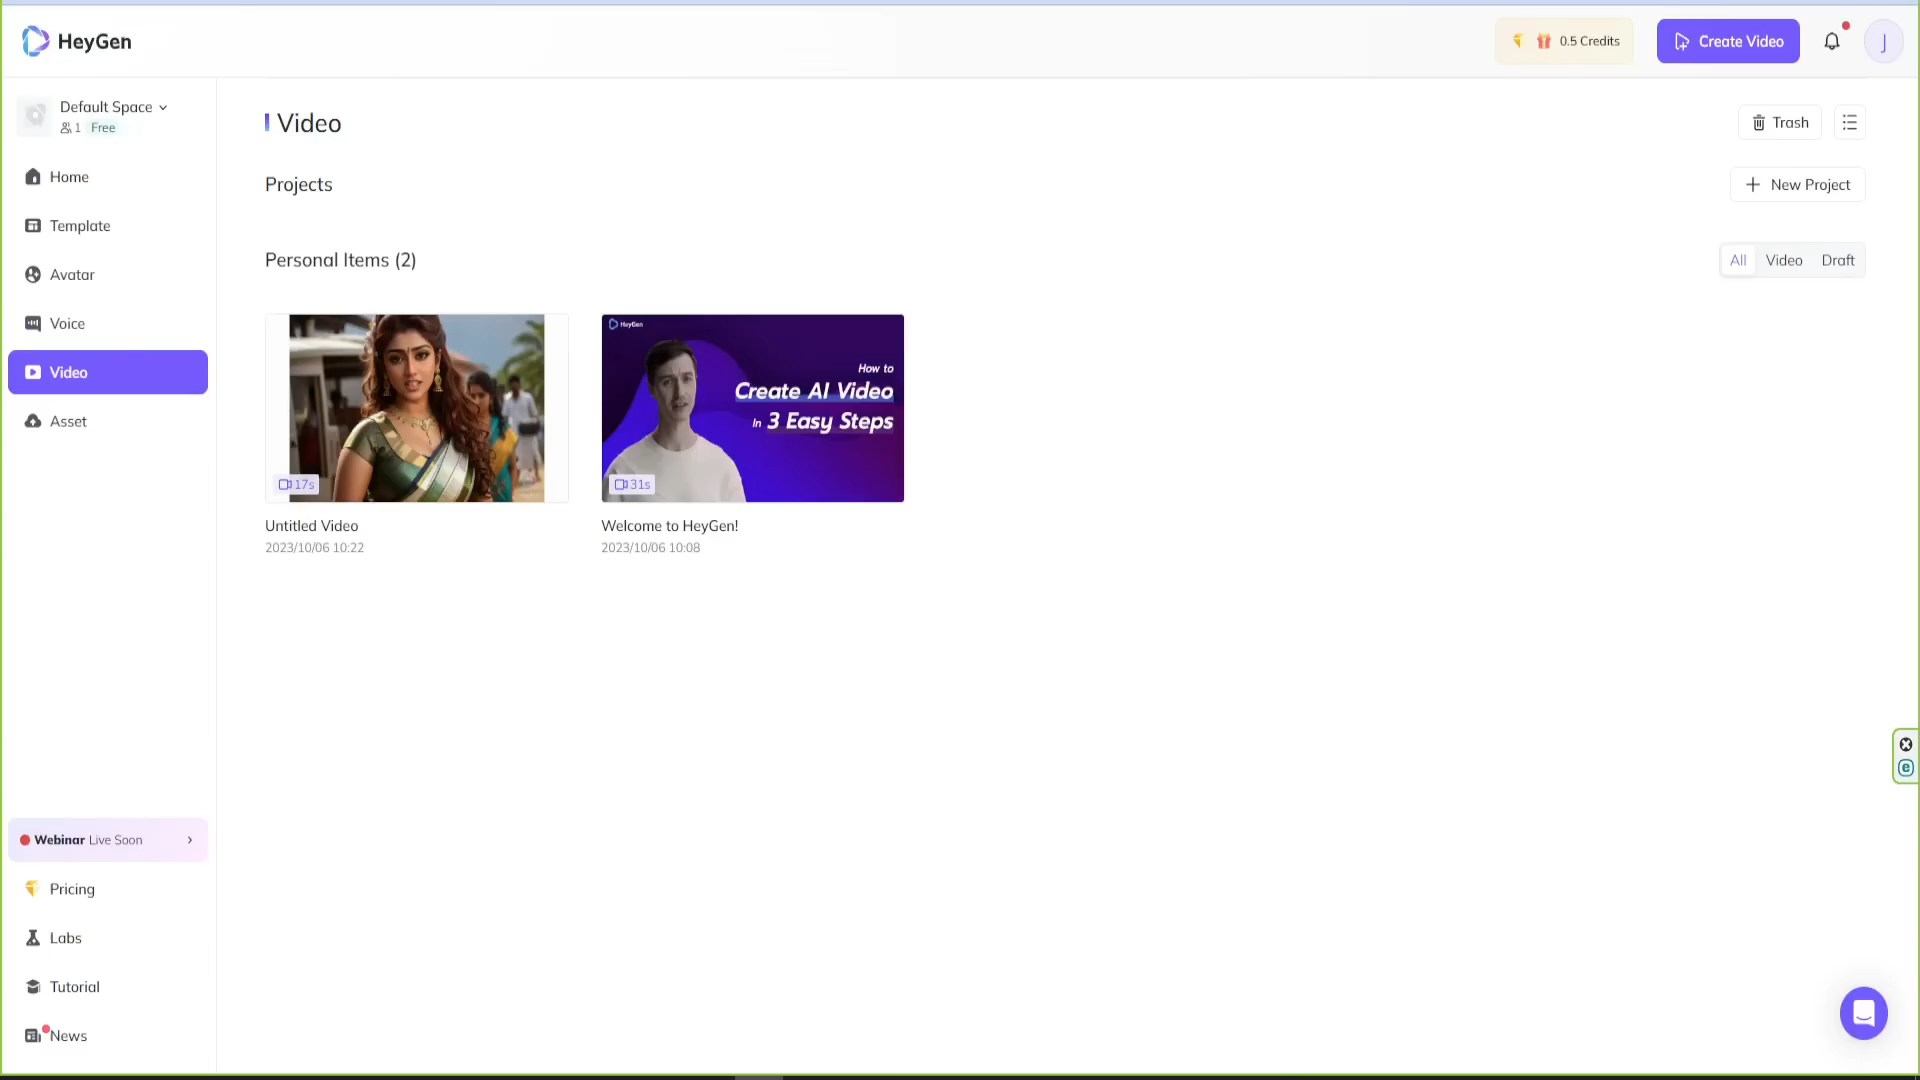 HeyGen
0.5 Credits
Create Video
J
Default Space
1 Free
Home
Template
Avatar
Voice
Video
Asset
Webinar Live Soon
Pricing
Labs
Tutorial
News
Video
Trash
Projects
New Project
Personal Items (2)
All Video Draft
17s
Untitled Video
2023/10/06 10:22
HeyGen
How to
Create AI Video
In 3 Easy Steps
31s
Welcome to HeyGen!
2023/10/06 10:08